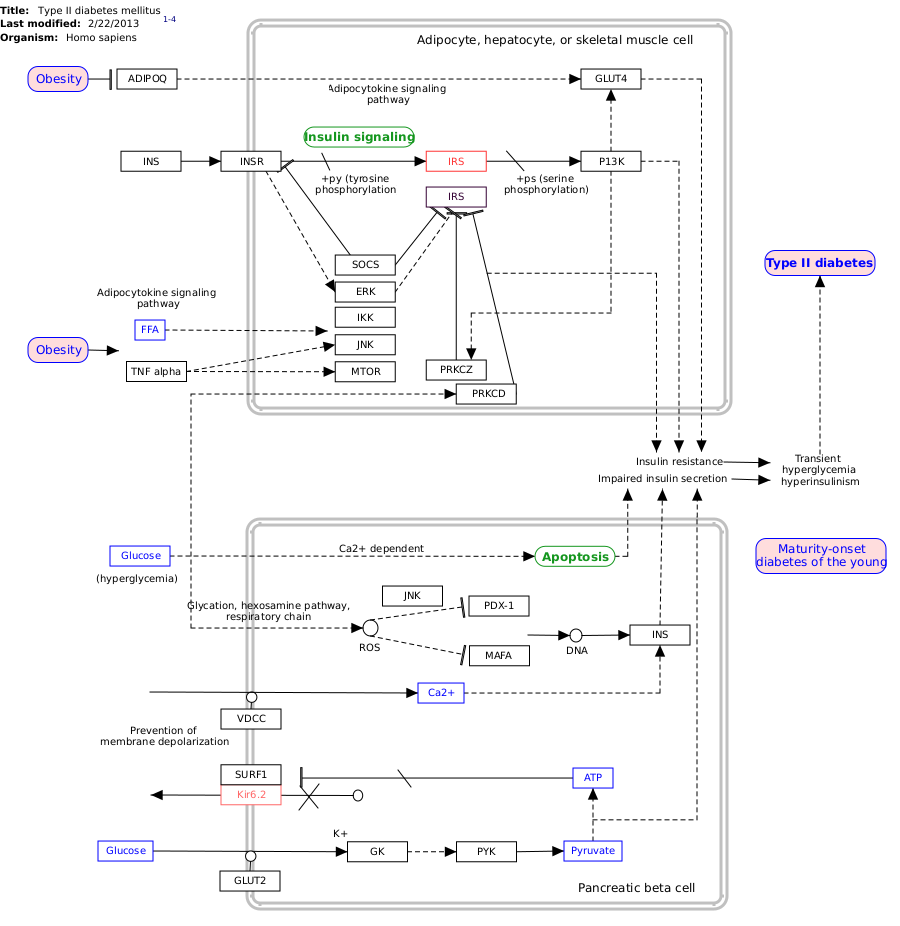 Title: Type II diabetes mellitus
Last modified: 2/22/2013 1-4
Organism: Homo sapiens
Adipocyte, hepatocyte, or skeletal muscle cell
Obesity
ADIPOQ
GLUT4
Adipocytokine signaling
pathway
Insulin signaling
INS
INSR
IRS
P13K
+py (tyrosine
phosphorylation
+ps (serine
phosphorylation)
IRS
SOCS
ERK
IKK
JNK
MTOR
PRKCZ
PRKCD
Type II diabetes
Adipocytokine signaling
pathway
FFA
Obesity
TNF alpha
Insulin resistance
Impaired insulin secretion
Transient
hyperglycemia
hyperinsulinism
Glucose
(hyperglycemia)
Ca2+ dependent
Apoptosis
Maturity-onset
diabetes of the young
Glycation, hexosamine pathway,
respiratory chain
JNK
PDX-1
ROS
MAFA
DNA
INS
Ca2+
VDCC
Prevention of
membrane depolarization
SURF1
Kir6.2
ATP
K+
Glucose
GK
PYK
Pyruvate
GLUT2
Pancreatic beta cell